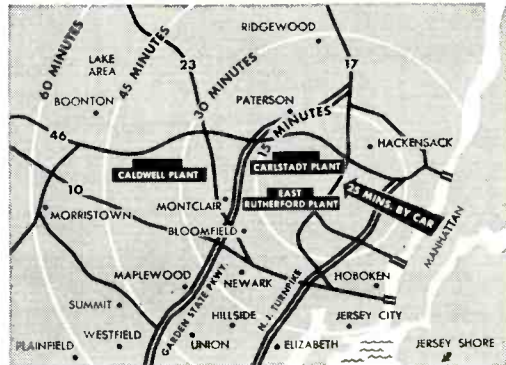 RIDGEWOOD
LAKE
AREA
60 MINUTES
45 MINUTES
30 MINUTES
15 MINUTES
23
17
BOONTON
PATERSON
46
HACKENSACK
CALDWELL PLANT
CARLSTADT PLANT
10
EAST
RUTHERFORD PLANT
25 MINS. BY CAR
MONTCLAIR
MORRISTOWN
BLOOMFIELD
MANHATTAN
MAPLEWOOD
NEWARK
HOBOKEN
GARDEN STATE PKWY.
N.J. TURNPIKE
SUMMIT
HILLSIDE
JERSEY CITY
WESTFIELD
PLAINFIELD
UNION
ELIZABETH
JERSEY SHORE